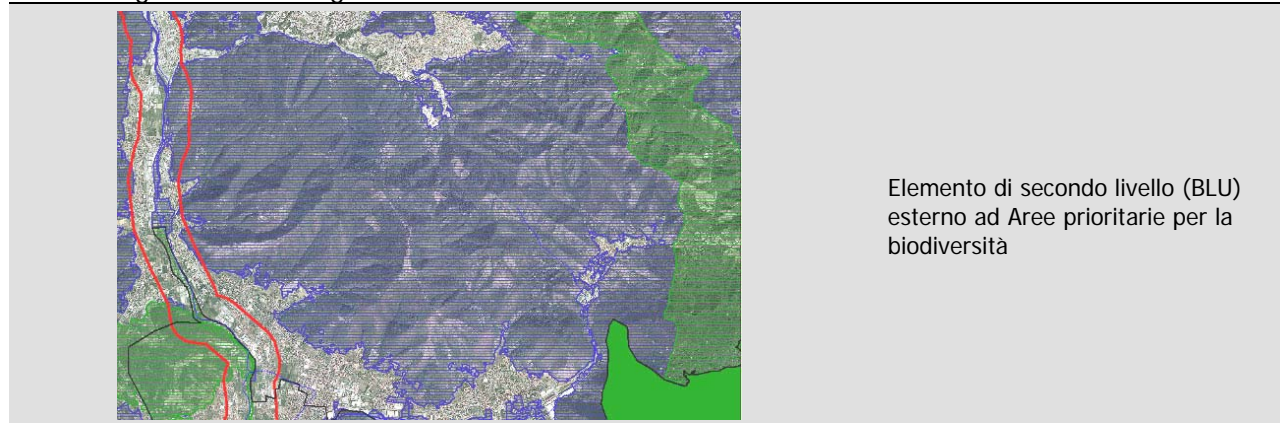 Elemento di secondo livello (BLU)
esterno ad Aree prioritarie per la
biodiversità